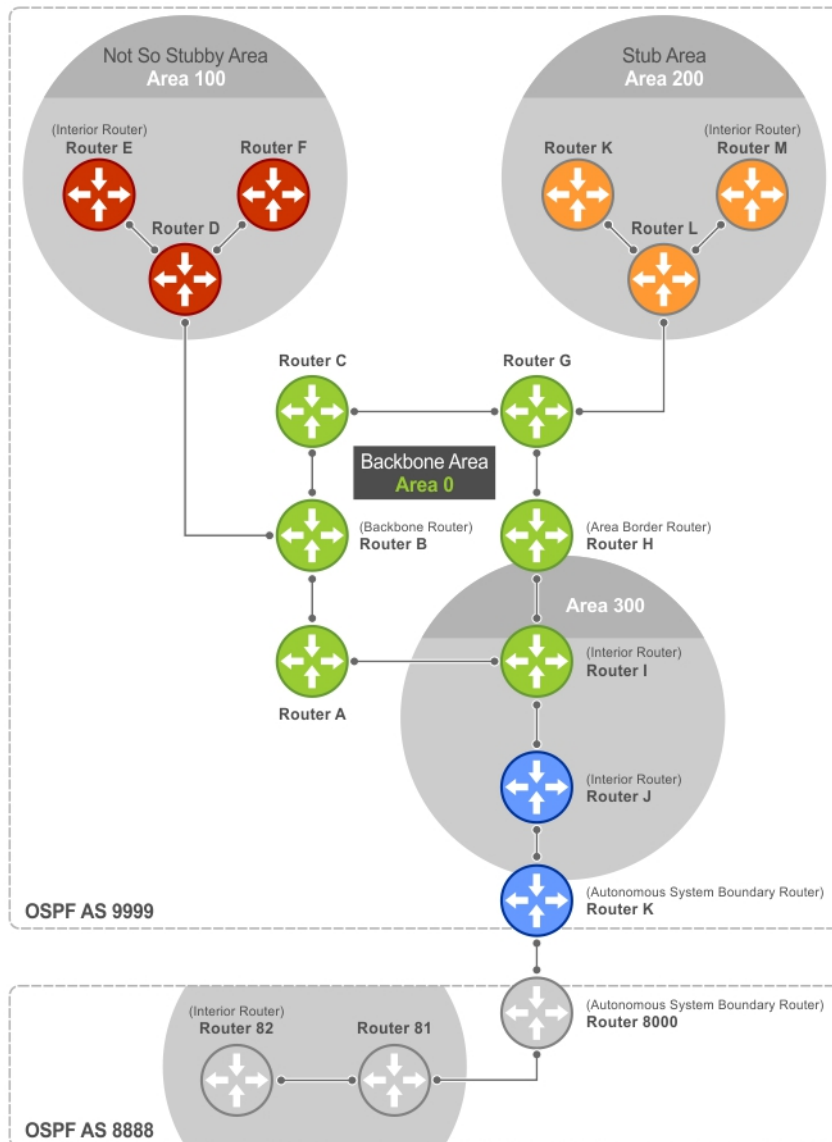 Not So Stubby Area
Area 100
(Interior Router)
Router E
Router F
Router D
Stub Area
Area 200
Router K
(Interior Router)
Router M
Router L
Router C
Router G
Backbone Area
Area 0
(Backbone Router)
Router B
(Area Border Router)
Router H
Area 300
(Interior Router)
Router I
Router A
(Interior Router)
Router J
(Autonomous System Boundary Router)
Router K
OSPF AS 9999
(Autonomous System Boundary Router)
Router 8000
(Interior Router)
Router 82
Router 81
OSPF AS 8888